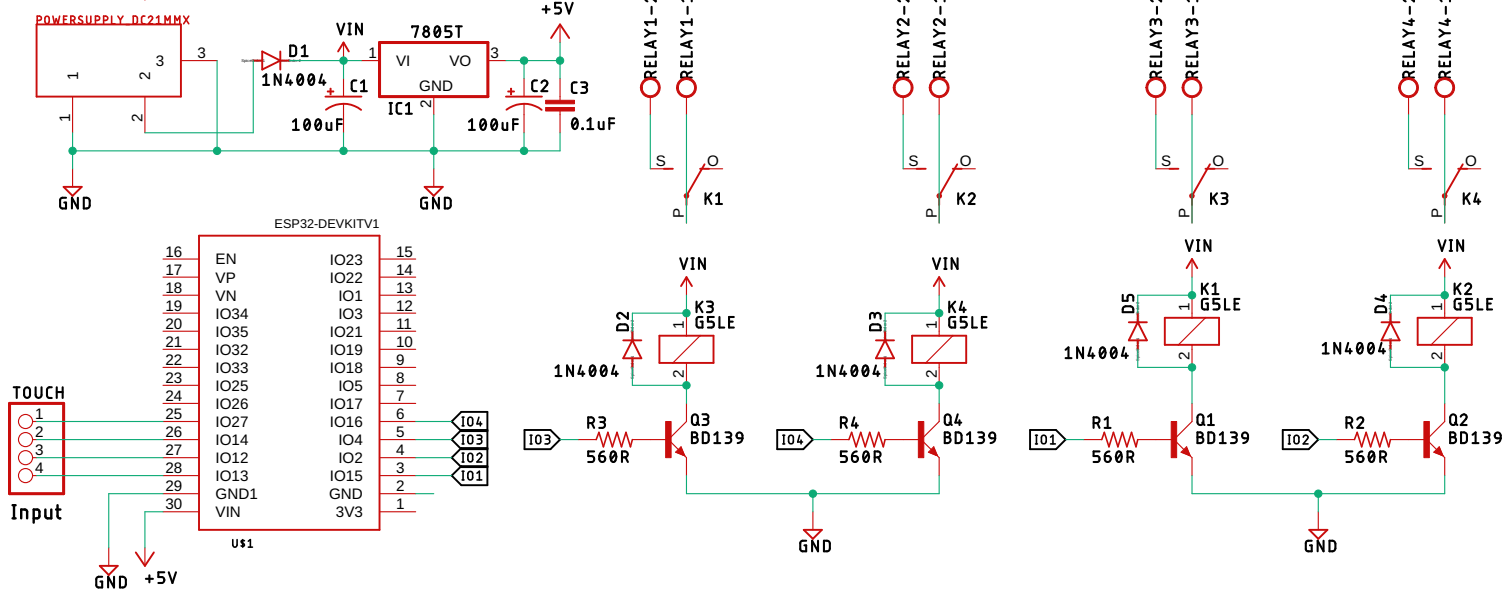 POWERSUPPLY_DC21MMX
1
2
3
3
1
2
GND
D1
1N4004
VIN
C1
100uF
7805T
1
VI
VO
3
GND
2
IC1
GND
+5V
C2
100uF
C3
0.1uF
RELAY1-2
RELAY1-
S
O
P
K1
RELAY2-2
RELAY2-
S
O
P
K2
RELAY3-2
RELAY3-
S
O
P
K3
RELAY4-2
RELAY4-
S
O
P
K4
ESP32-DEVKITV1
16 EN IO23 15
17 VP IO22 14
18 VN IO1 13
19 IO34 IO3 12
20 IO35 IO21 11
21 IO32 IO19 10
22 IO33 IO18 9
23 IO25 IO5 8
24 IO26 IO17 7
25 IO27 IO16 6 IO4
26 IO14 IO4 5 IO3
27 IO12 IO2 4 IO2
28 IO13 IO15 3 IO1
29 GND1 GND 2
30 VIN 3V3 1
U$1
TOUCH
1
2
3
4
Input
GND
+5V
VIN
K3
G5LE
1
2
D2
1N4004
IO3
R3
560R
Q3
BD139
VIN
K4
G5LE
1
2
D3
1N4004
IO4
R4
560R
Q4
BD139
GND
VIN
K1
G5LE
1
2
D5
1N4004
IO1
R1
560R
Q1
BD139
VIN
K2
G5LE
1
2
D4
1N4004
IO2
R2
560R
Q2
BD139
GND